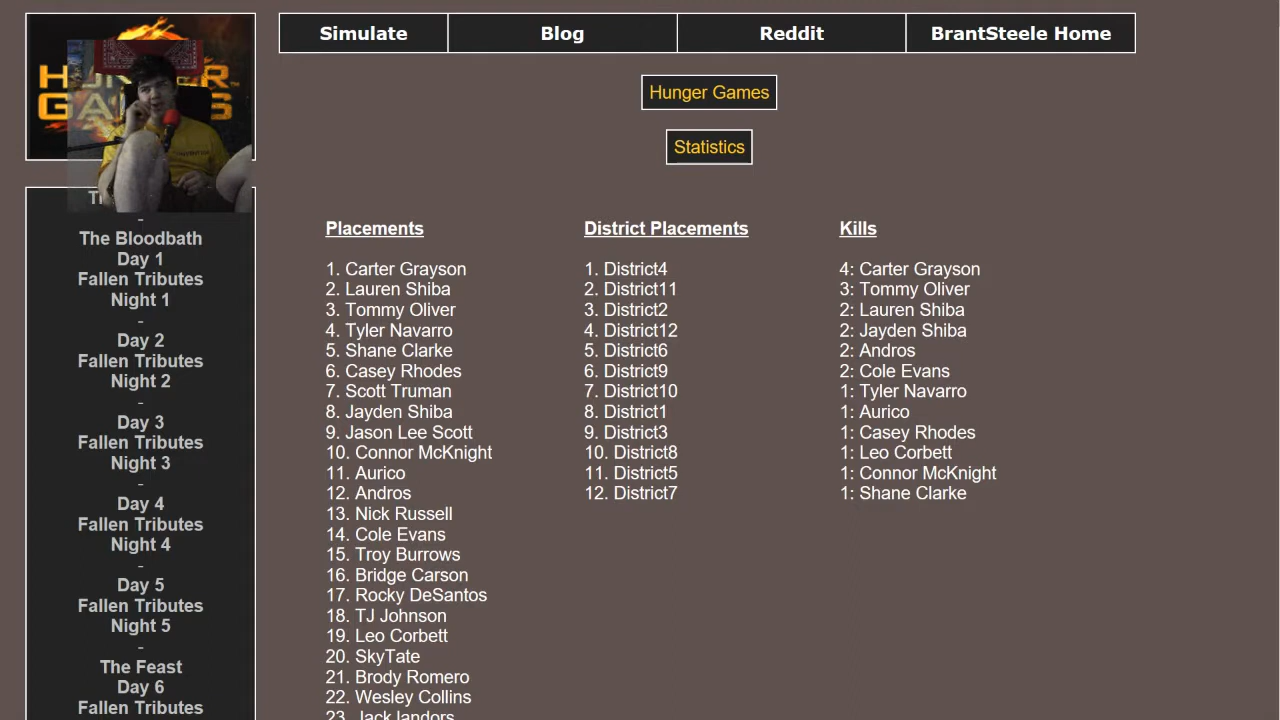 Simulate
Blog
Reddit
BrantSteele Home
Hunger Games
Statistics
The Bloodbath
Day 1
Fallen Tributes
Night 1
-
Day 2
Fallen Tributes
Night 2
-
Day 3
Fallen Tributes
Night 3
-
Day 4
Fallen Tributes
Night 4
-
Day 5
Fallen Tributes
Night 5
-
The Feast
Day 6
Fallen Tributes
Placements
1. Carter Grayson
2. Lauren Shiba
3. Tommy Oliver
4. Tyler Navarro
5. Shane Clarke
6. Casey Rhodes
7. Scott Truman
8. Jayden Shiba
9. Jason Lee Scott
10. Connor McKnight
11. Aurico
12. Andros
13. Nick Russell
14. Cole Evans
15. Troy Burrows
16. Bridge Carson
17. Rocky DeSantos
18. TJ Johnson
19. Leo Corbett
20. SkyTate
21. Brody Romero
22. Wesley Collins
23. Jack landors
District Placements
1. District4
2. District11
3. District2
4. District12
5. District6
6. District9
7. District10
8. District1
9. District3
10. District8
11. District5
12. District7
Kills
4: Carter Grayson
3: Tommy Oliver
2: Lauren Shiba
2: Jayden Shiba
2: Andros
2: Cole Evans
1: Tyler Navarro
1: Aurico
1: Casey Rhodes
1: Leo Corbett
1: Connor McKnight
1: Shane Clarke